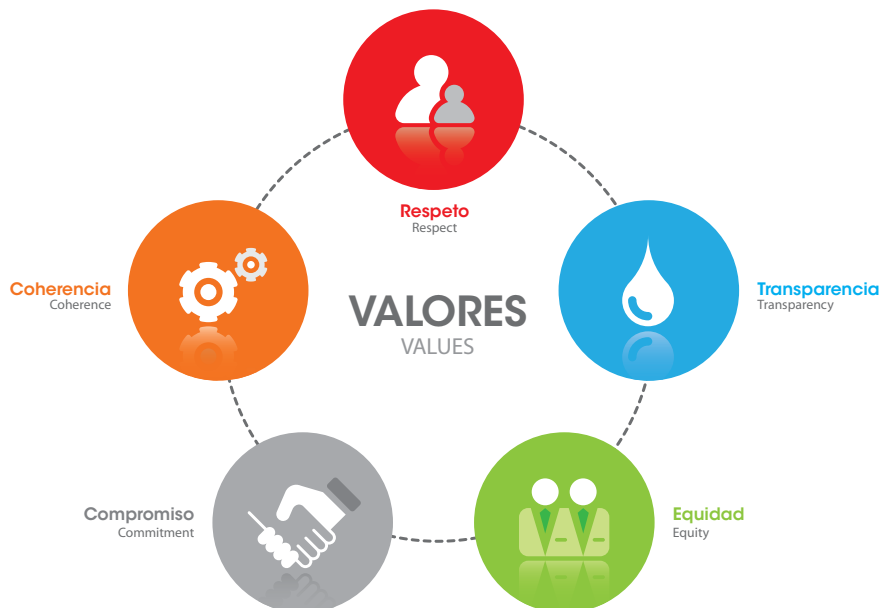 Respeto
Respect
Coherencia
Coherence
Transparencia
Transparency
VALORES
VALUES
Compromiso
Commitment
Equidad
Equity